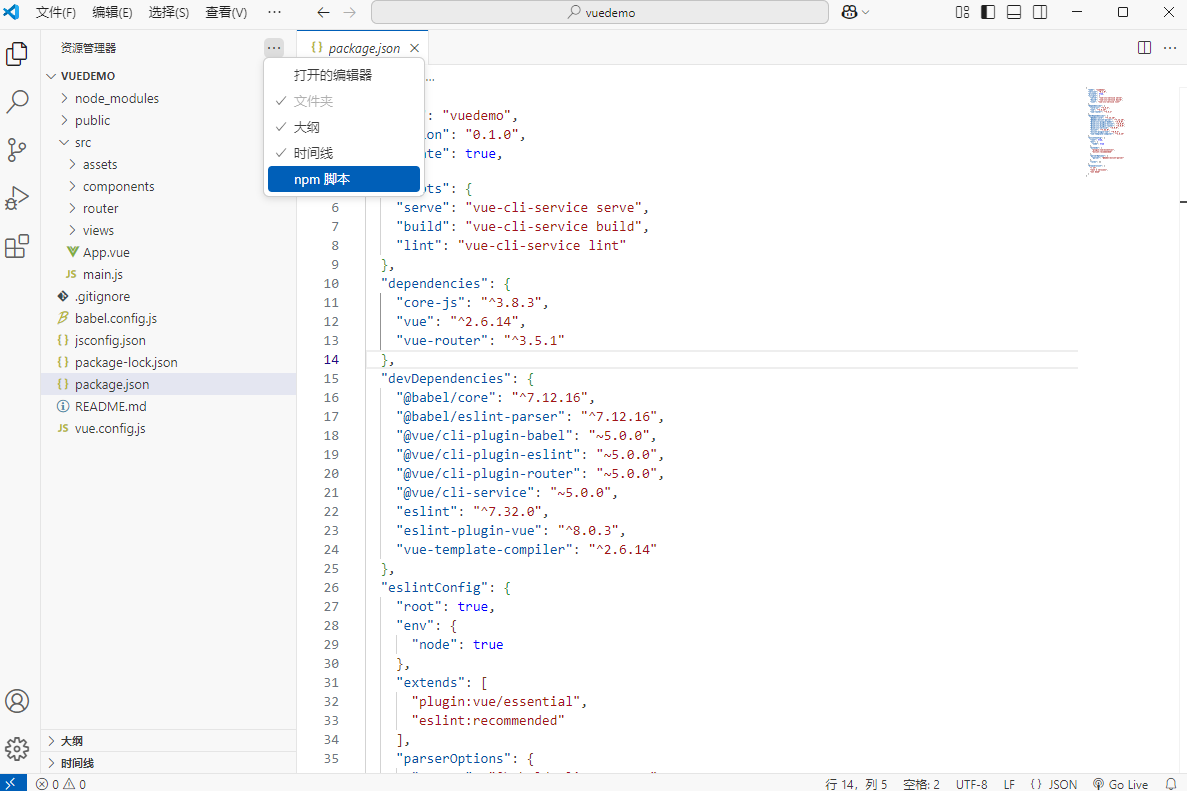 文件(F) 编辑(E) 选择(S) 查看(V) ··· vuedemo
资源管理器 ···
package.json
打开的编辑器
文件夹
大纲
时间线
npm 脚本
VUEDEMO
node_modules
public
src
assets
components
router
views
App.vue
main.js
.gitignore
babel.config.js
jsconfig.json
package-lock.json
package.json
README.md
vue.config.js
大纲
时间线
: "vuedemo",
on": "0.1.0",
te": true,
ts": {
6 "serve": "vue-cli-service serve",
7 "build": "vue-cli-service build",
8 "lint": "vue-cli-service lint"
9 },
10 "dependencies": {
11 "core-js": "^3.8.3",
12 "vue": "^2.6.14",
13 "vue-router": "^3.5.1"
14 },
15 "devDependencies": {
16 "@babel/core": "^7.12.16",
17 "@babel/eslint-parser": "^7.12.16",
18 "@vue/cli-plugin-babel": "~5.0.0",
19 "@vue/cli-plugin-eslint": "~5.0.0",
20 "@vue/cli-plugin-router": "~5.0.0",
21 "@vue/cli-service": "~5.0.0",
22 "eslint": "^7.32.0",
23 "eslint-plugin-vue": "^8.0.3",
24 "vue-template-compiler": "^2.6.14"
25 },
26 "eslintConfig": {
27 "root": true,
28 "env": {
29 "node": true
30 },
31 "extends": [
32 "plugin:vue/essential",
33 "eslint:recommended"
34 ],
35 "parserOptions": {
0 0 行 14，列 5 空格: 2 UTF-8 LF {} JSON Go Live